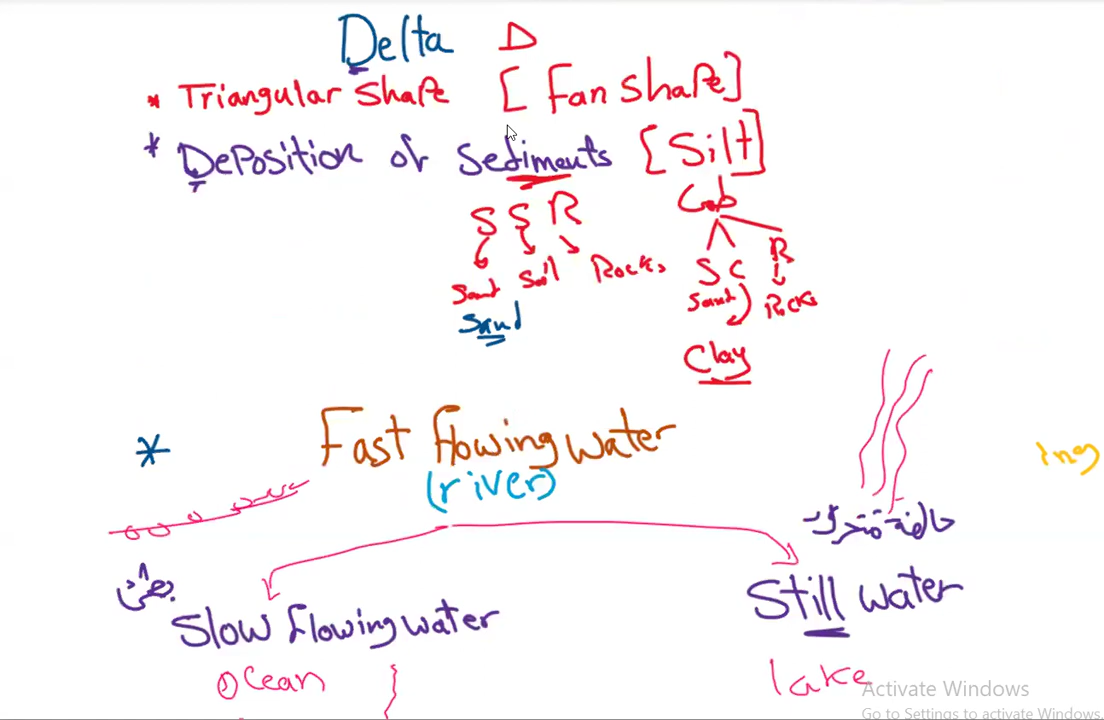 Delta D
* Triangular Shape [Fan Shape]
* Deposition of Sediments [Silt]
S S R
Sand Soil Rocks
Sand
S C R
Sand Rocks
Clay
* Fast flowing water
(river)
ing
Slow flowing water
Still water
Ocean
lake
Activate Windows
Go to Settings to activate Windows.